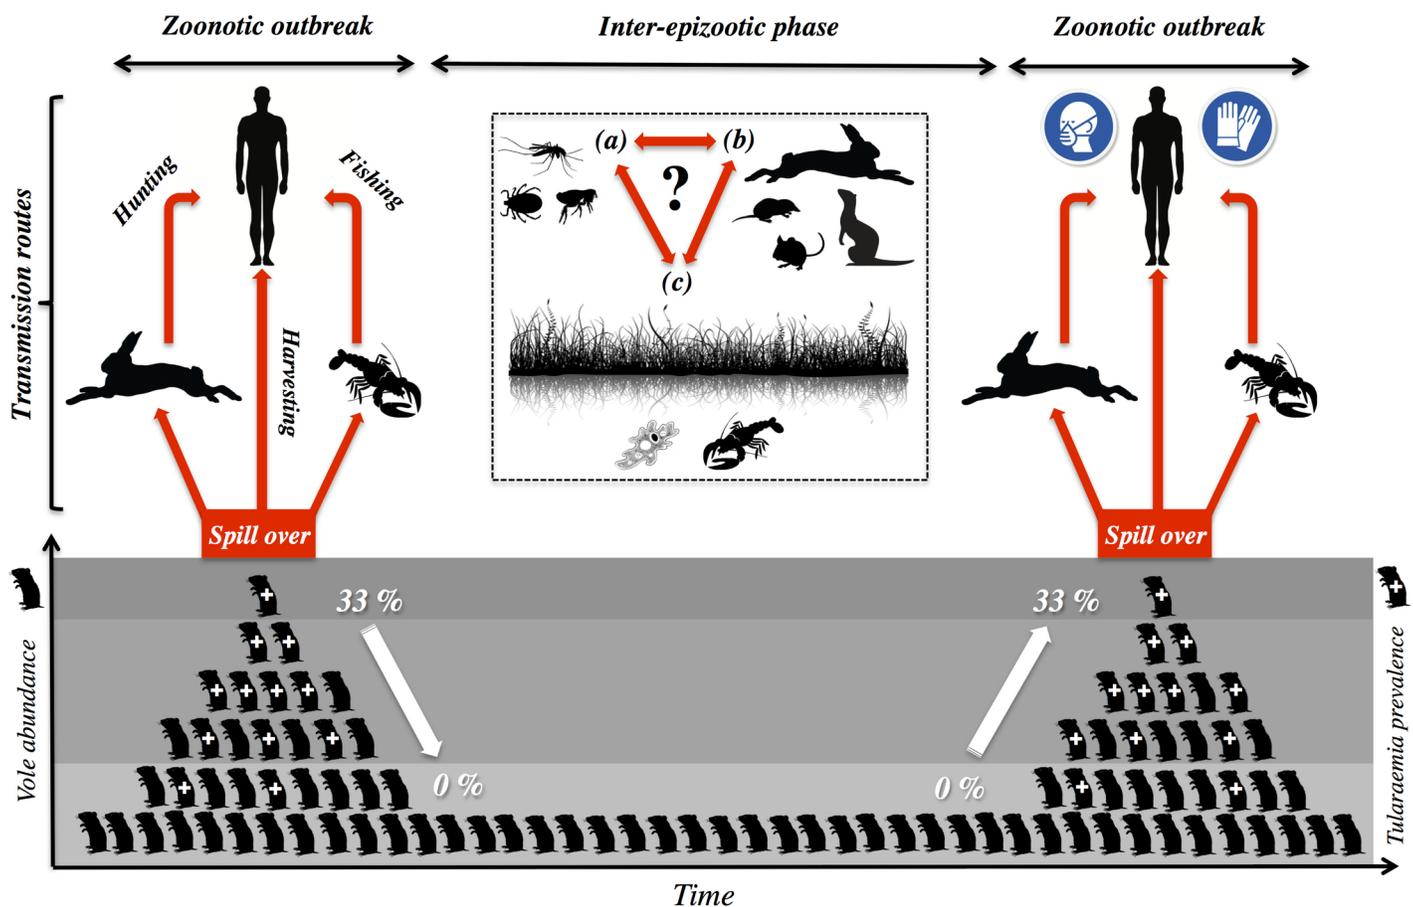 Zoonotic outbreak
Inter-epizootic phase
Zoonotic outbreak
Transmission routes
Hunting
Fishing
Harvesting
(a)
(b)
?
(c)
Spill over
Spill over
Vole abundance
33 %
0 %
33 %
0 %
Tularaemia prevalence
Time